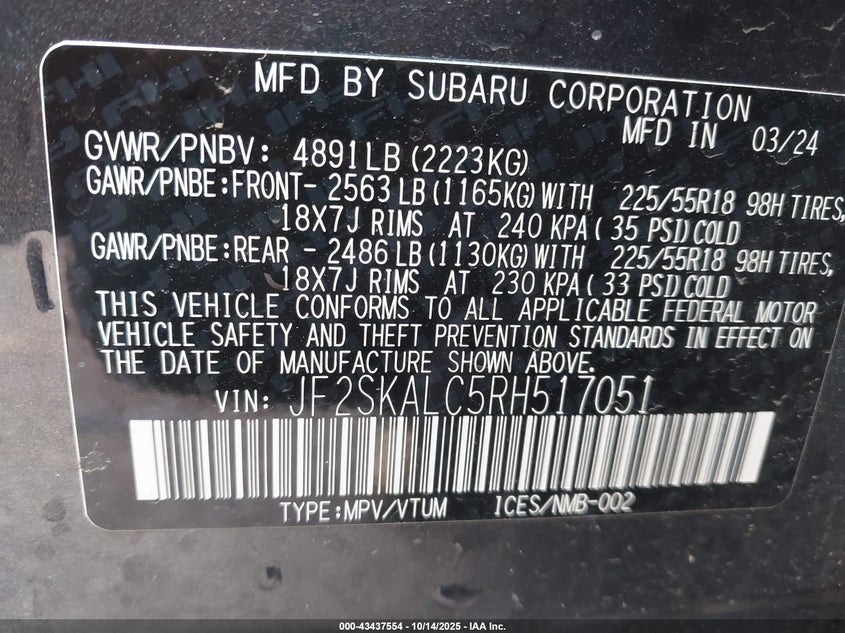 MFD BY SUBARU CORPORATION
MFD IN 03/24
GVWR/PNBV: 4891LB (2223KG)
GAWR/PNBE:FRONT- 2563 LB (1165KG) WITH 225/55R18 98H TIRES,
18X7J RIMS AT 240 KPA( 35 PSI) COLD
GAWR/PNBE:REAR - 2486 LB (1130KG) WITH 225/55R18 98H TIRES,
18X7J RIMS AT 230 KPA( 33 PSI) COLD
THIS VEHICLE CONFORMS TO ALL APPLICABLE FEDERAL MOTOR
VEHICLE SAFETY AND THEFT PREVENTION STANDARDS IN EFFECT ON
THE DATE OF MANUFACTURE SHOWN ABOVE.
VIN: JF2SKALC5RH517051
TYPE:MPV/VTUM ICES/NMB-002
000-43437554 | 10/14/2025 - IAA Inc.